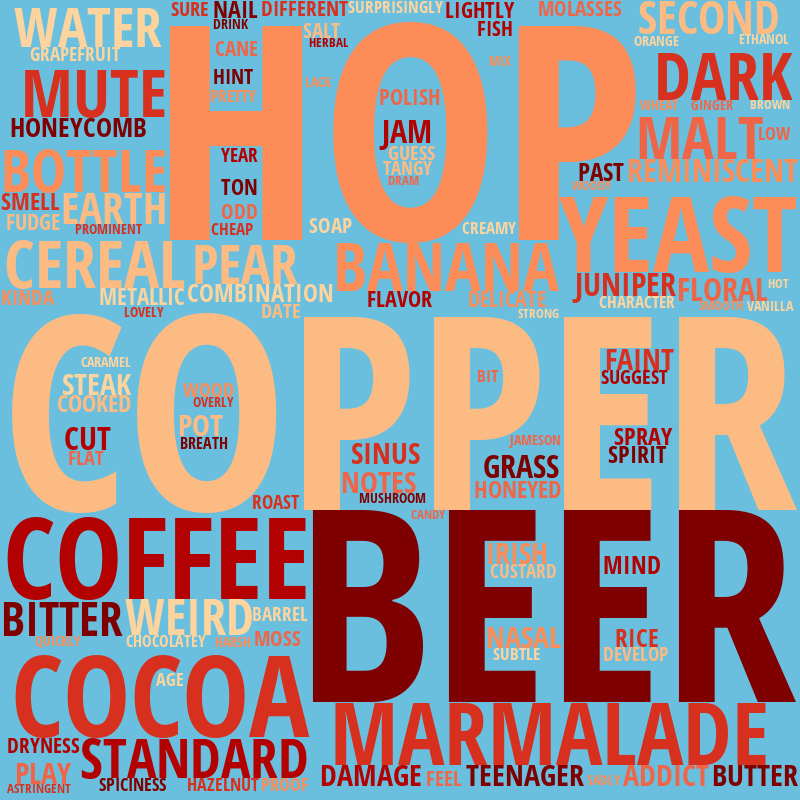 WATER
GRAPEFRUIT
SURE
NAIL
DRINK
DIFFERENT
SURPRISINGLY
LIGHTLY
FISH
MOLASSES
SECOND
ORANGE
ETHANOL
CANE
SALT
HERBAL
HINT
PRETTY
LACK
HOP
MIX
POLISH
JAM
GUESS
TANGY
DRAM
MUTE
HONEYCOMB
DARK
WHEAT
GINGER
BROWN
MALT
LOW
PAST
REMINISCENT
WOODY
BOTTLE
SMELL
EARTH
FUDGE
PROMINENT
YEAR
TON
ODD
CHEAP
SOAP
CREAMY
YEAST
CEREAL
PEAR
BANANA
KINDA
METALLIC
COMBINATION
LOVELY
DATE
FLAVOR
DELICATE
STRONG
JUNIPER
FLORAL
HOT
CHARACTER
SMOOTH
VANILLA
COPPER
CARAMEL
STEAK
COOKED
CUT
FLAT
WOOD
OVERLY
POT
BREATH
BIT
FAINT
SUGGEST
SPRAY
SPIRIT
JAMESON
SINUS
GRASS
NOTES
HONEYED
MUSHROOM
ROAST
CANDY
COFFEE
BEER
IRISH
CUSTARD
MIND
BITTER
WEIRD
BARREL
QUICKLY
CHOCOLATEY
HARSH
MOSS
NASAL
SUBTLE
RICE
DEVELOP
COCOA
AGE
MARMALADE
DRYNESS
STANDARD
PLAY
ASTRINGENT
SPICINESS
HAZELNUT
PROOF
DAMAGE
FEEL
TEENAGER
SADLY
ADDICT
BUTTER